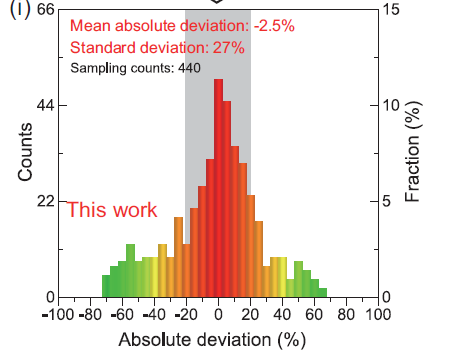 (i)
66
15
Mean absolute deviation: -2.5%
Standard deviation: 27%
Sampling counts: 440
44
10
Counts
Fraction (%)
22
5
This work
0
0
-100 -80 -60 -40 -20 0 20 40 60 80 100
Absolute deviation (%)